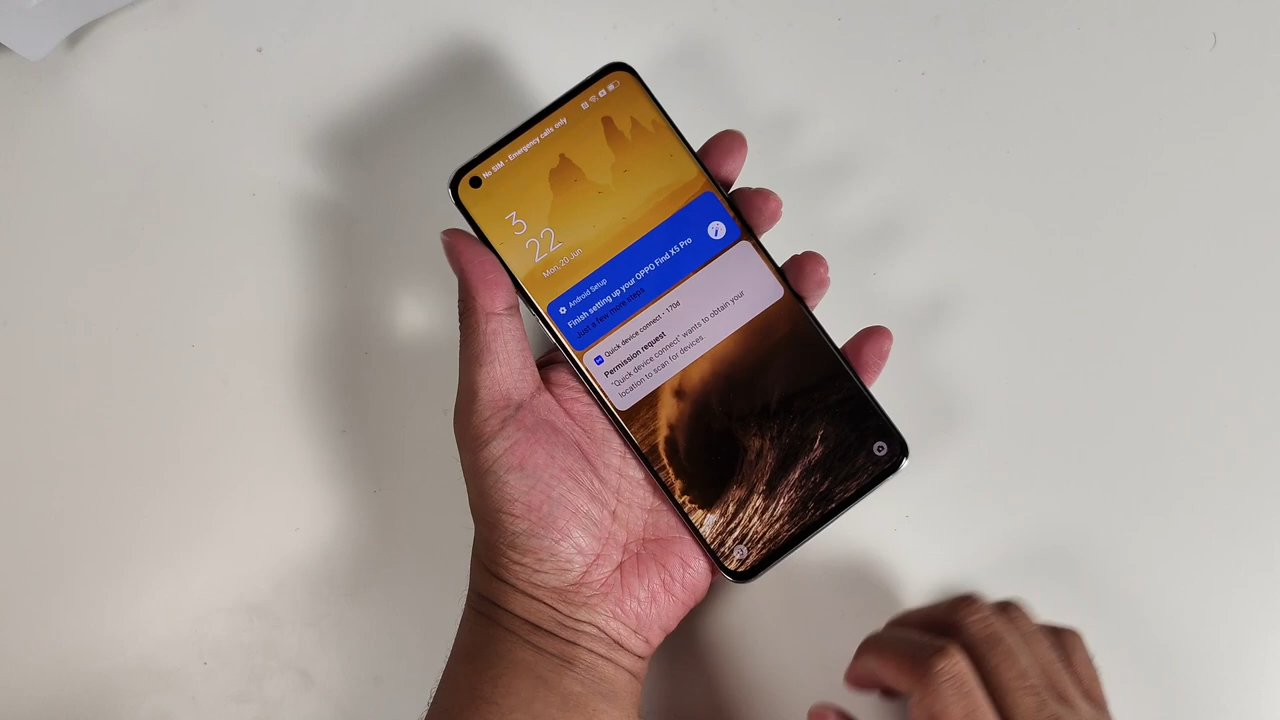 No SIM - Emergency calls only
3
22
Mon, 20 Jun
Android Setup
Finish setting up your OPPO Find X5 Pro
Just a few more steps
Quick device connect • 170d
Permission request
"Quick device connect" wants to obtain your
location to scan for devices.